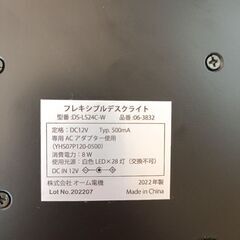 フレキシブルデスクライト
型番:DS-LS24C-W 品番:06-3832
定格:DC12V Typ. 500mA
専用 AC アダプター使用
(YHS07P120-0500)
消費電力:8W
使用光源:白色LED×28灯(交換不可)
DC IN 12V
株式会社 オーム電機 2022年製
Lot No.202207 Made in China